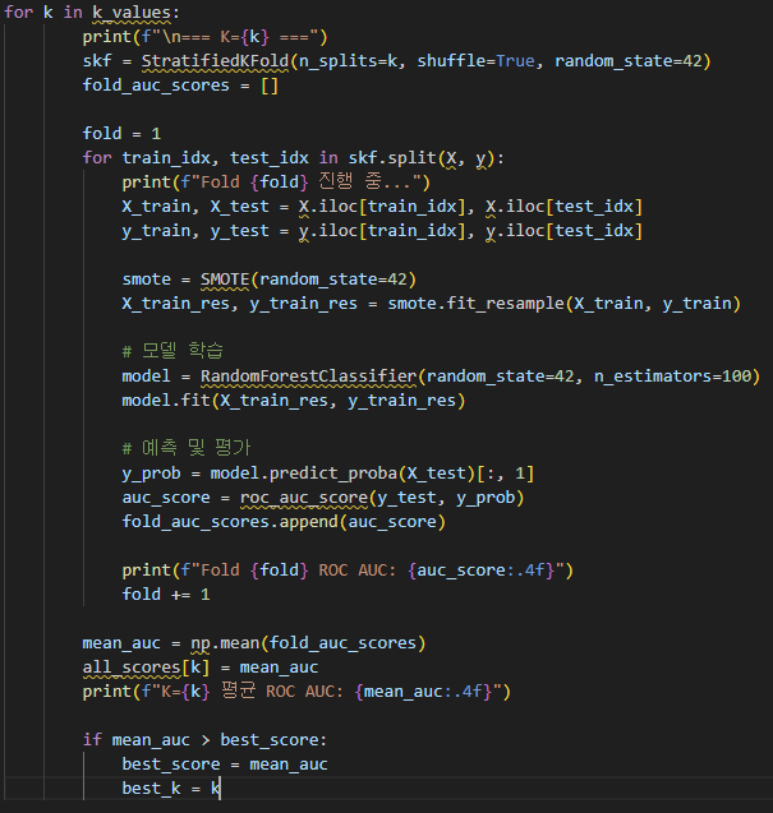 for k in k_values:
print(f"\n=== K={k} ===")
skf = StratifiedKFold(n_splits=k, shuffle=True, random_state=42)
fold_auc_scores = []
fold = 1
for train_idx, test_idx in skf.split(X, y):
print(f"Fold {fold} 진행 중...")
X_train, X_test = X.iloc[train_idx], X.iloc[test_idx]
y_train, y_test = y.iloc[train_idx], y.iloc[test_idx]
smote = SMOTE(random_state=42)
X_train_res, y_train_res = smote.fit_resample(X_train, y_train)
# 모델 학습
model = RandomForestClassifier(random_state=42, n_estimators=100)
model.fit(X_train_res, y_train_res)
# 예측 및 평가
y_prob = model.predict_proba(X_test)[:, 1]
auc_score = roc_auc_score(y_test, y_prob)
fold_auc_scores.append(auc_score)
print(f"Fold {fold} ROC AUC: {auc_score:.4f}")
fold += 1
mean_auc = np.mean(fold_auc_scores)
all_scores[k] = mean_auc
print(f"K={k} 평균 ROC AUC: {mean_auc:.4f}")
if mean_auc > best_score:
best_score = mean_auc
best_k = k